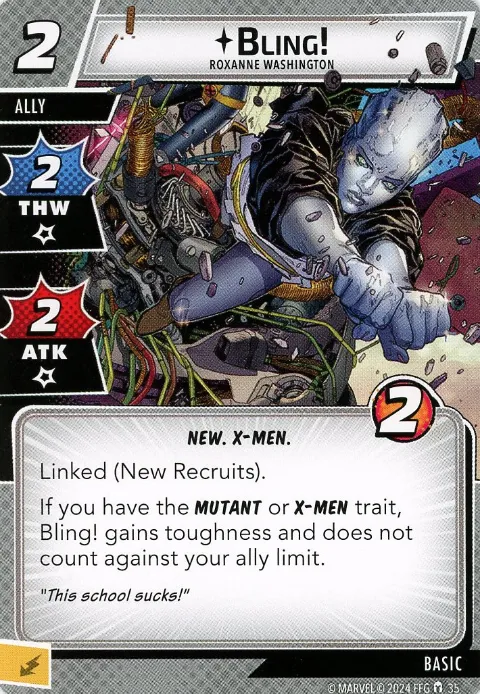 2
BLING!
ROXANNE WASHINGTON
ALLY
2
THW
2
ATK
2
NEW. X-MEN.
Linked (New Recruits).
If you have the MUTANT or X-MEN trait,
Bling! gains toughness and does not
count against your ally limit.
"This school sucks!"
BASIC
© MARVEL © 2024 FFG 35